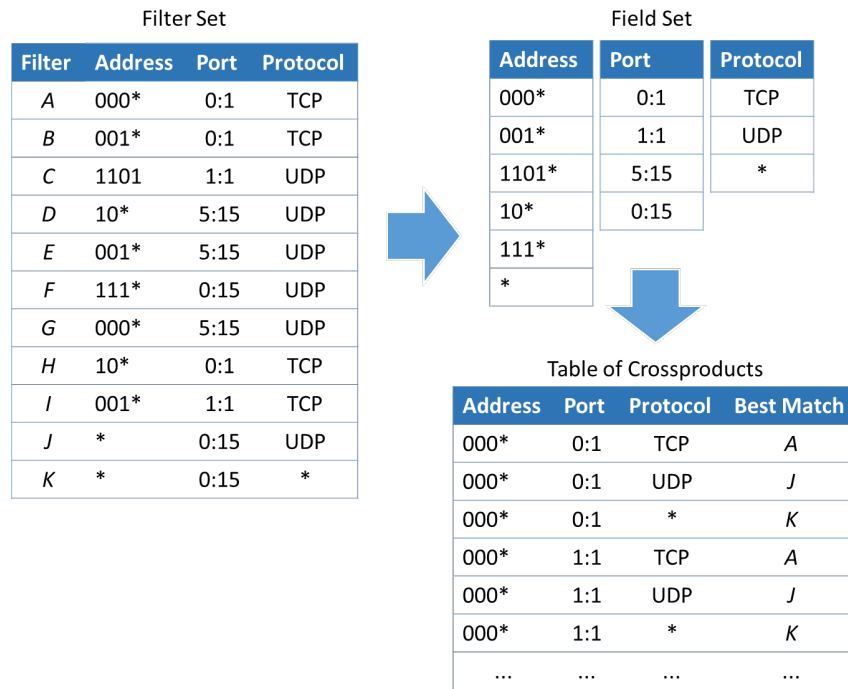 Filter Set
Filter Address Port Protocol
A 000* 0:1 TCP
B 001* 0:1 TCP
C 1101 1:1 UDP
D 10* 5:15 UDP
E 001* 5:15 UDP
F 111* 0:15 UDP
G 000* 5:15 UDP
H 10* 0:1 TCP
I 001* 1:1 TCP
J * 0:15 UDP
K * 0:15 *
Field Set
Address Port Protocol
000* 0:1 TCP
001* 1:1 UDP
1101* 5:15 *
10* 0:15
111*
*
Table of Crossproducts
Address Port Protocol Best Match
000* 0:1 TCP A
000* 0:1 UDP J
000* 0:1 * K
000* 1:1 TCP A
000* 1:1 UDP J
000* 1:1 * K
... ... ... ...